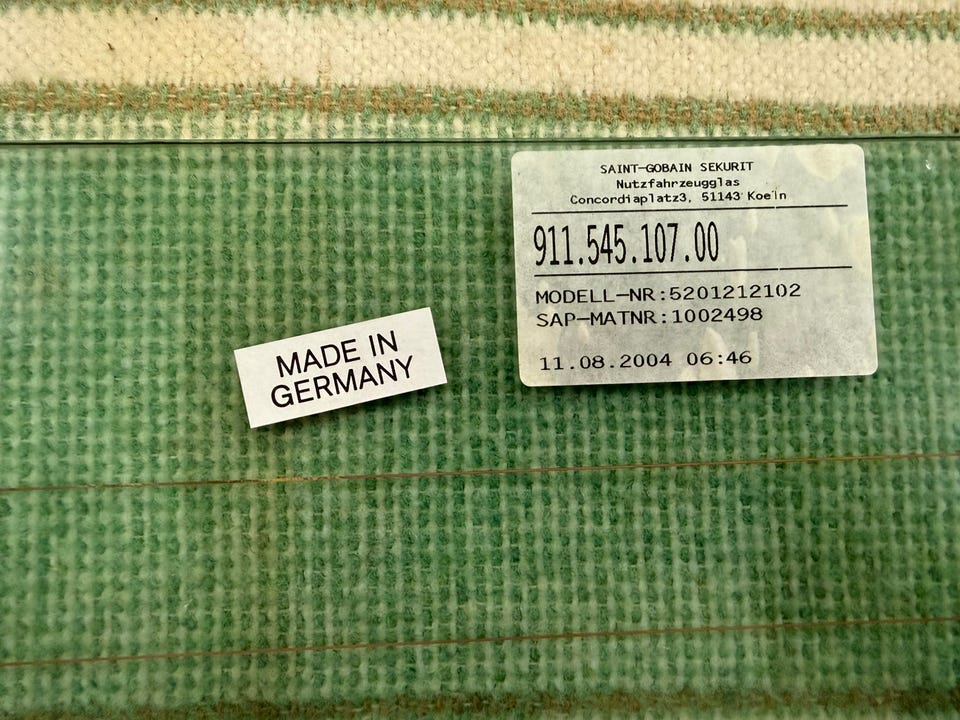 SAINT-GOBAIN SEKURIT
Nutzfahrzeugglas
Concordiaplatz3, 51143 Koeln
911.545.107.00
MODELL-NR:5201212102
SAP-MATNR:1002498
11.08.2004 06:46
MADE IN
GERMANY